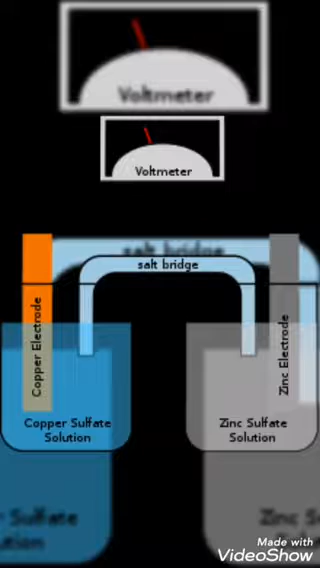 Voltmeter
Voltmeter
salt bridge
salt bridge
Copper Electrode
Zinc Electrode
Copper Sulfate
Solution
Zinc Sulfate
Solution
Sulfate
Made with
VideoShow